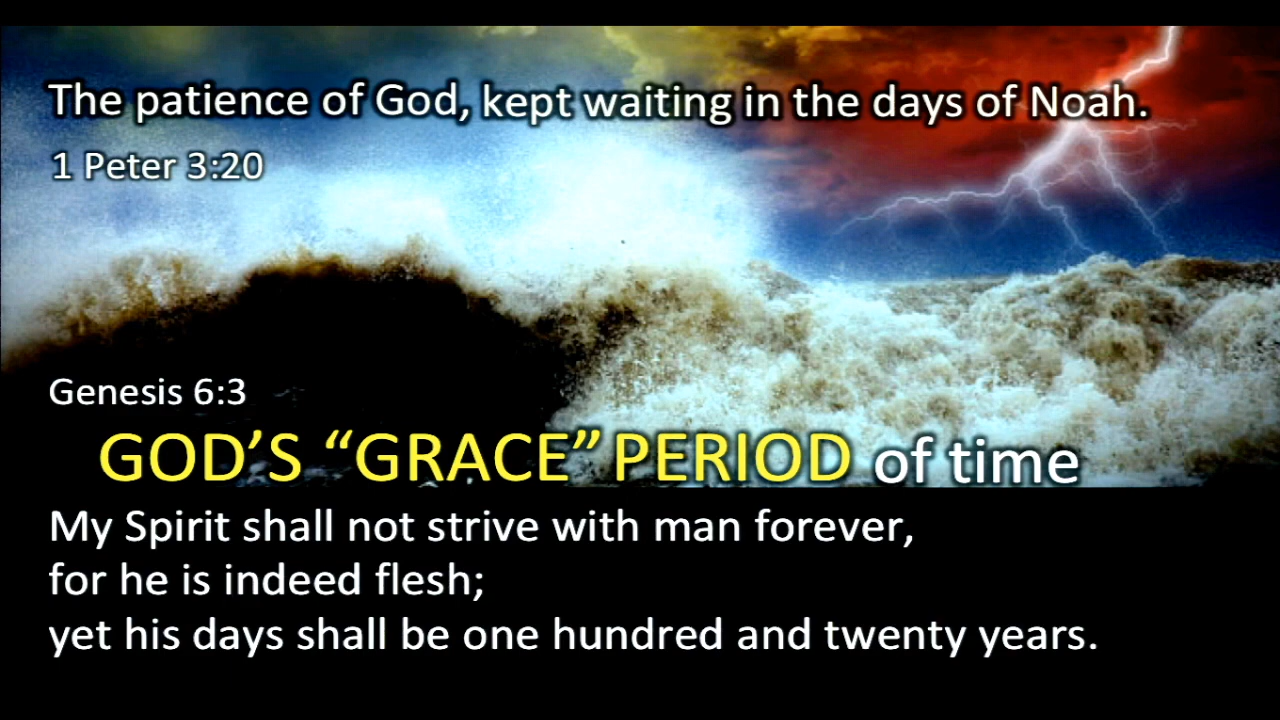 The patience of God, kept waiting in the days of Noah.
1 Peter 3:20
Genesis 6:3
GOD’S “GRACE” PERIOD of time
My Spirit shall not strive with man forever,
for he is indeed flesh;
yet his days shall be one hundred and twenty years.